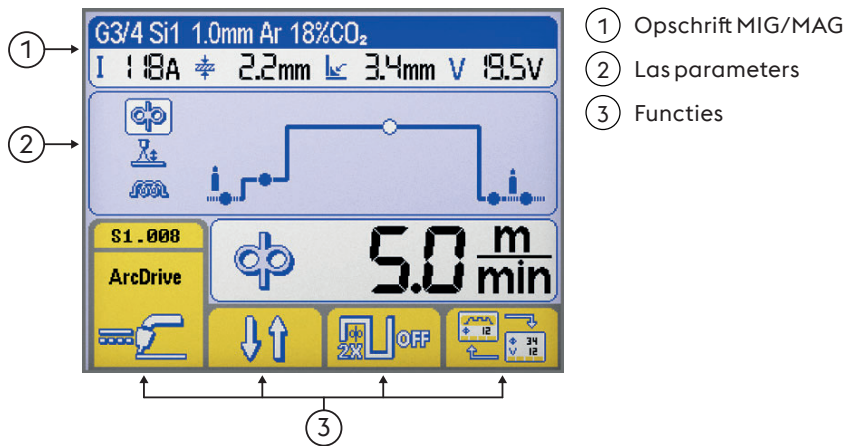 G3/4 Si1 1.0mm Ar 18%CO₂
I 118A 2.2mm 3.4mm V 19.5V
S1.008
ArcDrive
5.0 m/min
2X OFF
12
34
V 12
1 Opschrift MIG/MAG
2 Las parameters
3 Functies
1
2
3